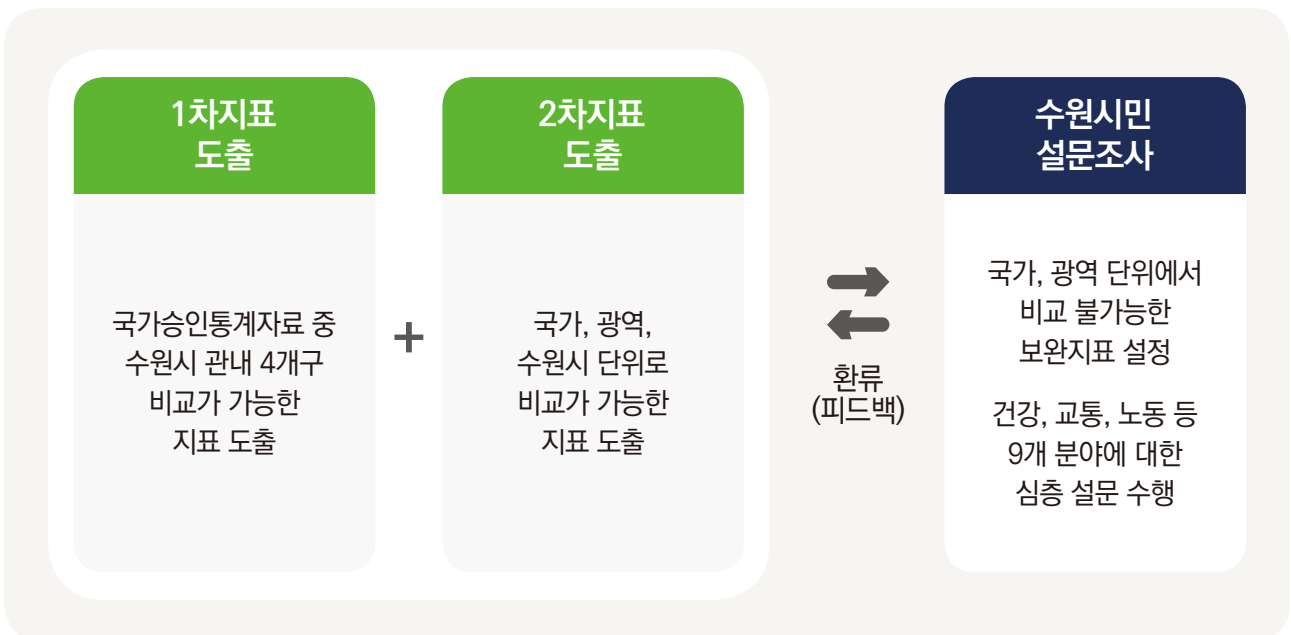 1차지표
도출
국가승인통계자료 중
수원시 관내 4개구
비교가 가능한
지표 도출
+
2차지표
도출
국가, 광역,
수원시 단위로
비교가 가능한
지표 도출
환류
(피드백)
수원시민
설문조사
국가, 광역 단위에서
비교 불가능한
보완지표 설정
건강, 교통, 노동 등
9개 분야에 대한
심층 설문 수행